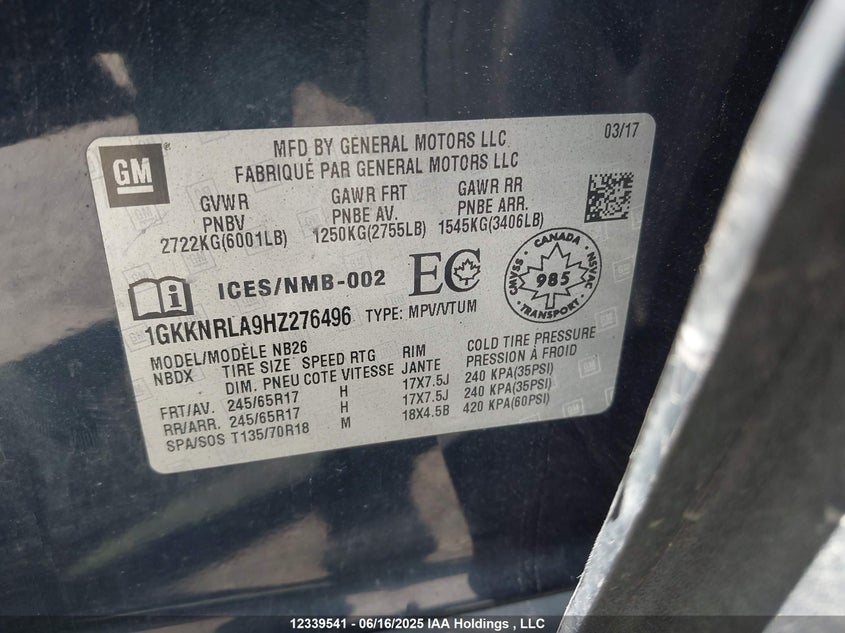 GM
MFD BY GENERAL MOTORS LLC
03/17
FABRIQUÉ PAR GENERAL MOTORS LLC
GVWR GAWR FRT GAWR RR
PNBV PNBE AV. PNBE ARR.
2722KG(6001LB) 1250KG(2755LB) 1545KG(3406LB)
ICES/NMB-002 EC
CANADA
CMVSS 985 NSVAC
TRANSPORT
1GKKNRLA9HZ276496 TYPE: MPV/VTUM
MODEL/MODÈLE NB26
NBDX TIRE SIZE SPEED RTG RIM COLD TIRE PRESSURE
DIM. PNEU COTE VITESSE JANTE PRESSION À FROID
FRT/AV. 245/65R17 H 17X7.5J 240 KPA(35PSI)
RR/ARR. 245/65R17 H 17X7.5J 240 KPA(35PSI)
SPA/SOS T135/70R18 M 18X4.5B 420 KPA(60PSI)
12339541 - 06/16/2025 IAA Holdings , LLC